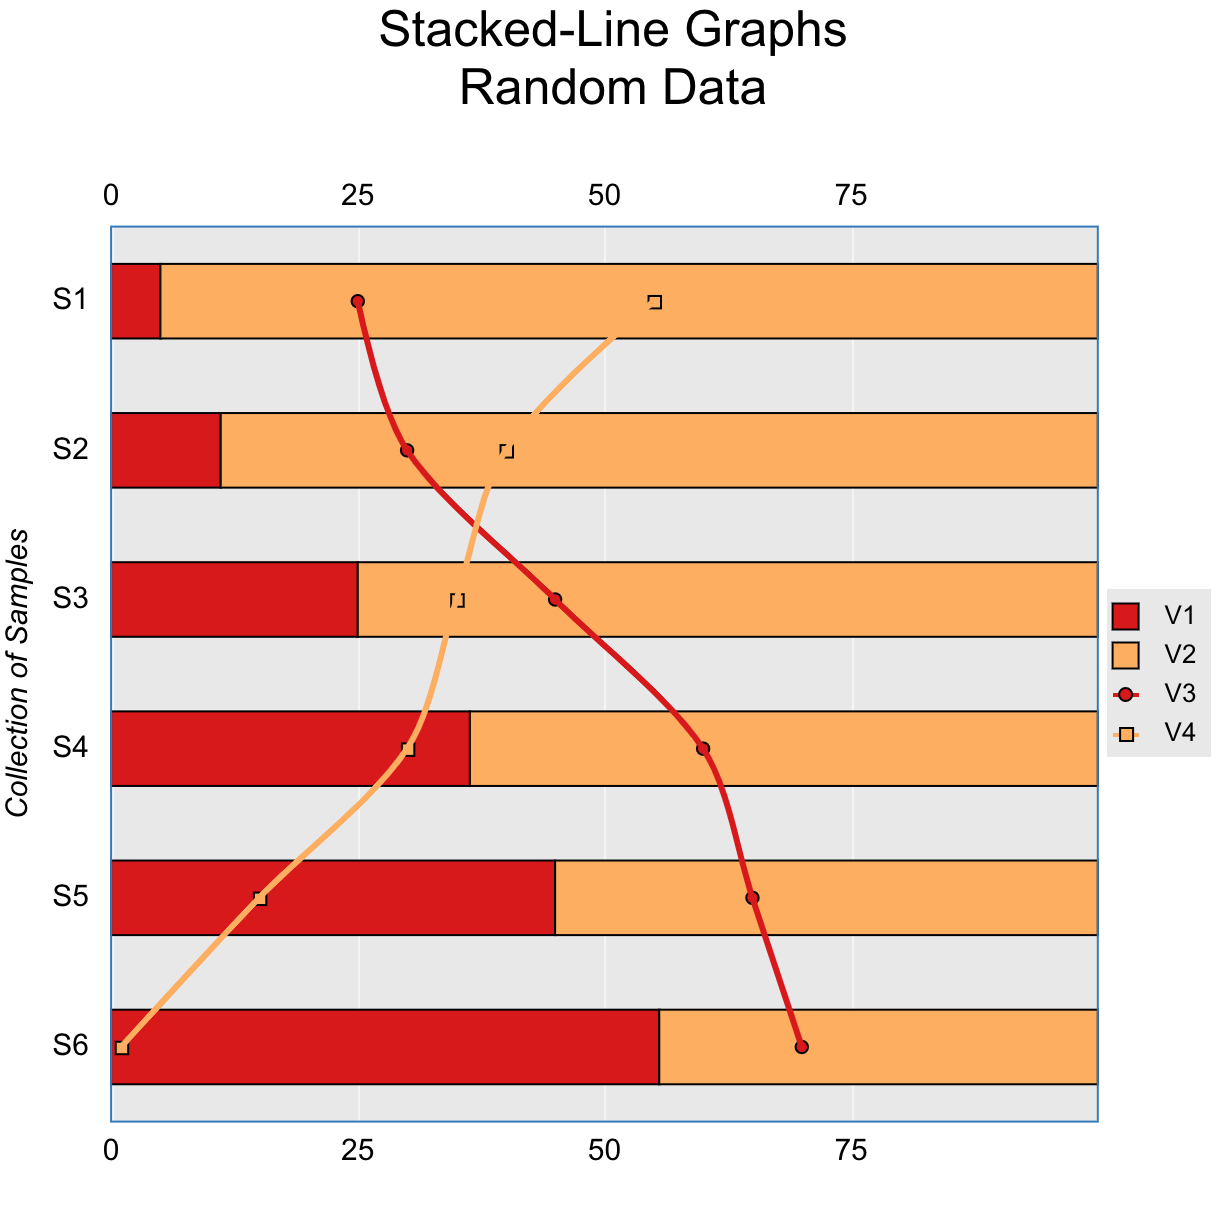 Stacked-Line Graphs
Random Data
0 25 50 75
S1
S2
S3
S4
S5
S6
Collection of Samples
0 25 50 75
V1
V2
V3
V4